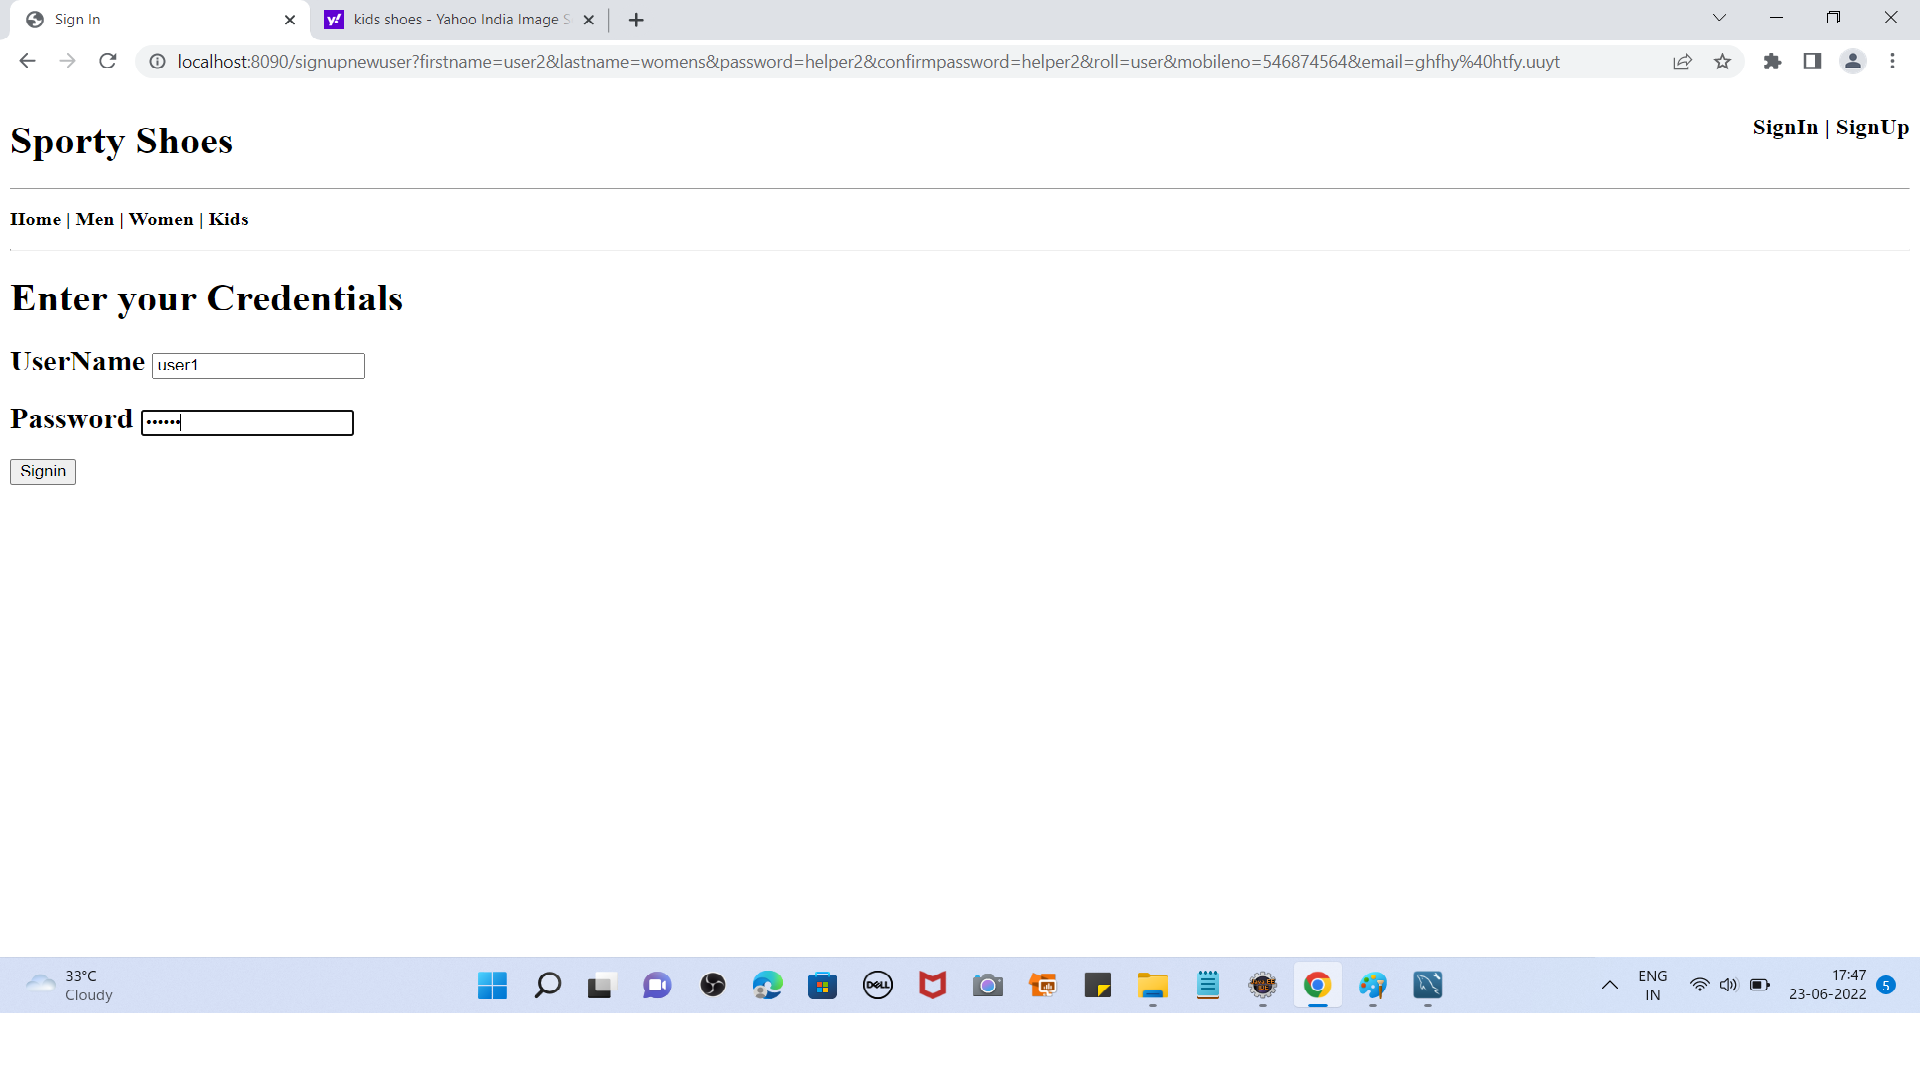 Sign In
kids shoes - Yahoo India Image S
localhost:8090/signupnewuser?firstname=user2&lastname=womens&password=helper2&confirmpassword=helper2&roll=user&mobileno=546874564&email=ghfhy%40htfy.uuyt
Sporty Shoes
SignIn | SignUp
Home | Men | Women | Kids
Enter your Credentials
UserName user1
Password ••••••
Signin
33°C
Cloudy
DELL
ENG
IN
17:47
23-06-2022
5